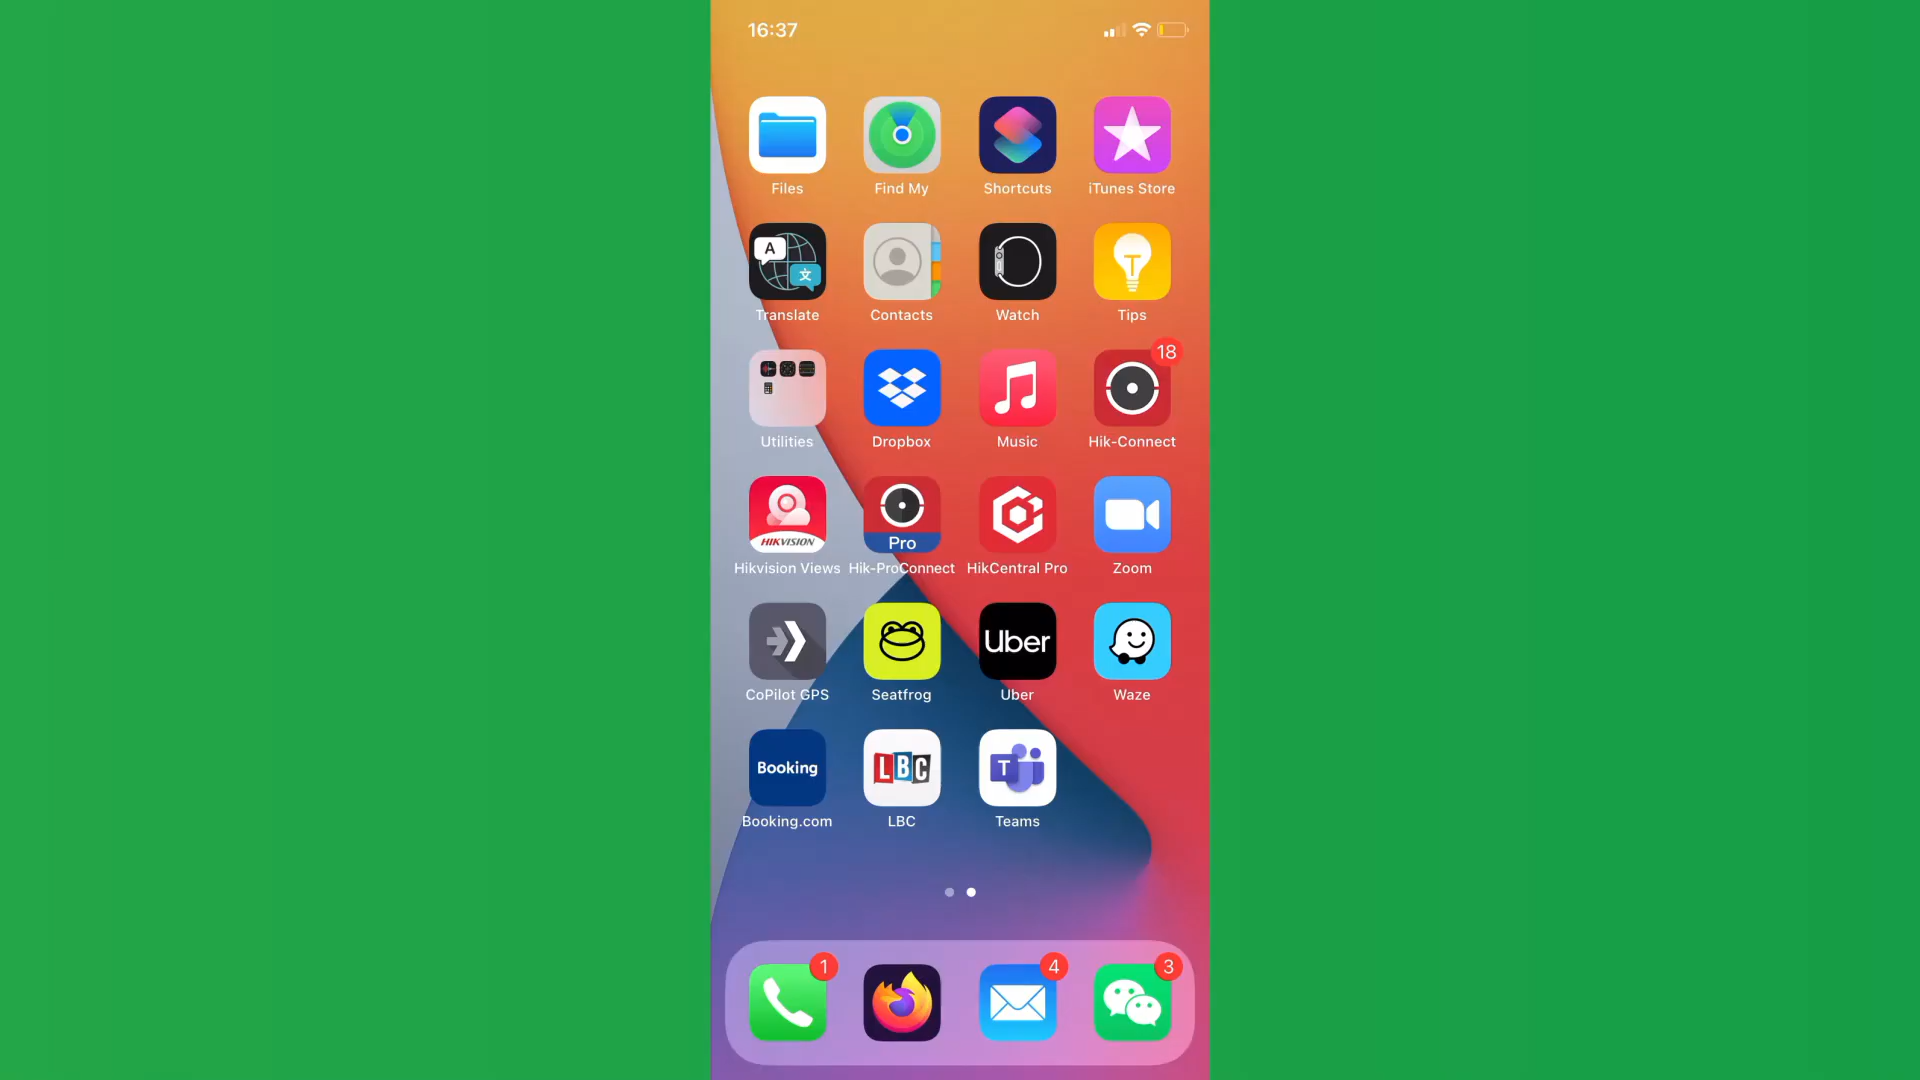 16:37
Files Find My Shortcuts iTunes Store
A 文 T
Translate Contacts Watch Tips
18
Utilities Dropbox Music Hik-Connect
HIKVISION Pro
Hikvision Views Hik-ProConnect HikCentral Pro Zoom
Uber
CoPilot GPS Seatfrog Uber Waze
Booking LBC T
Booking.com LBC Teams
1 4 3